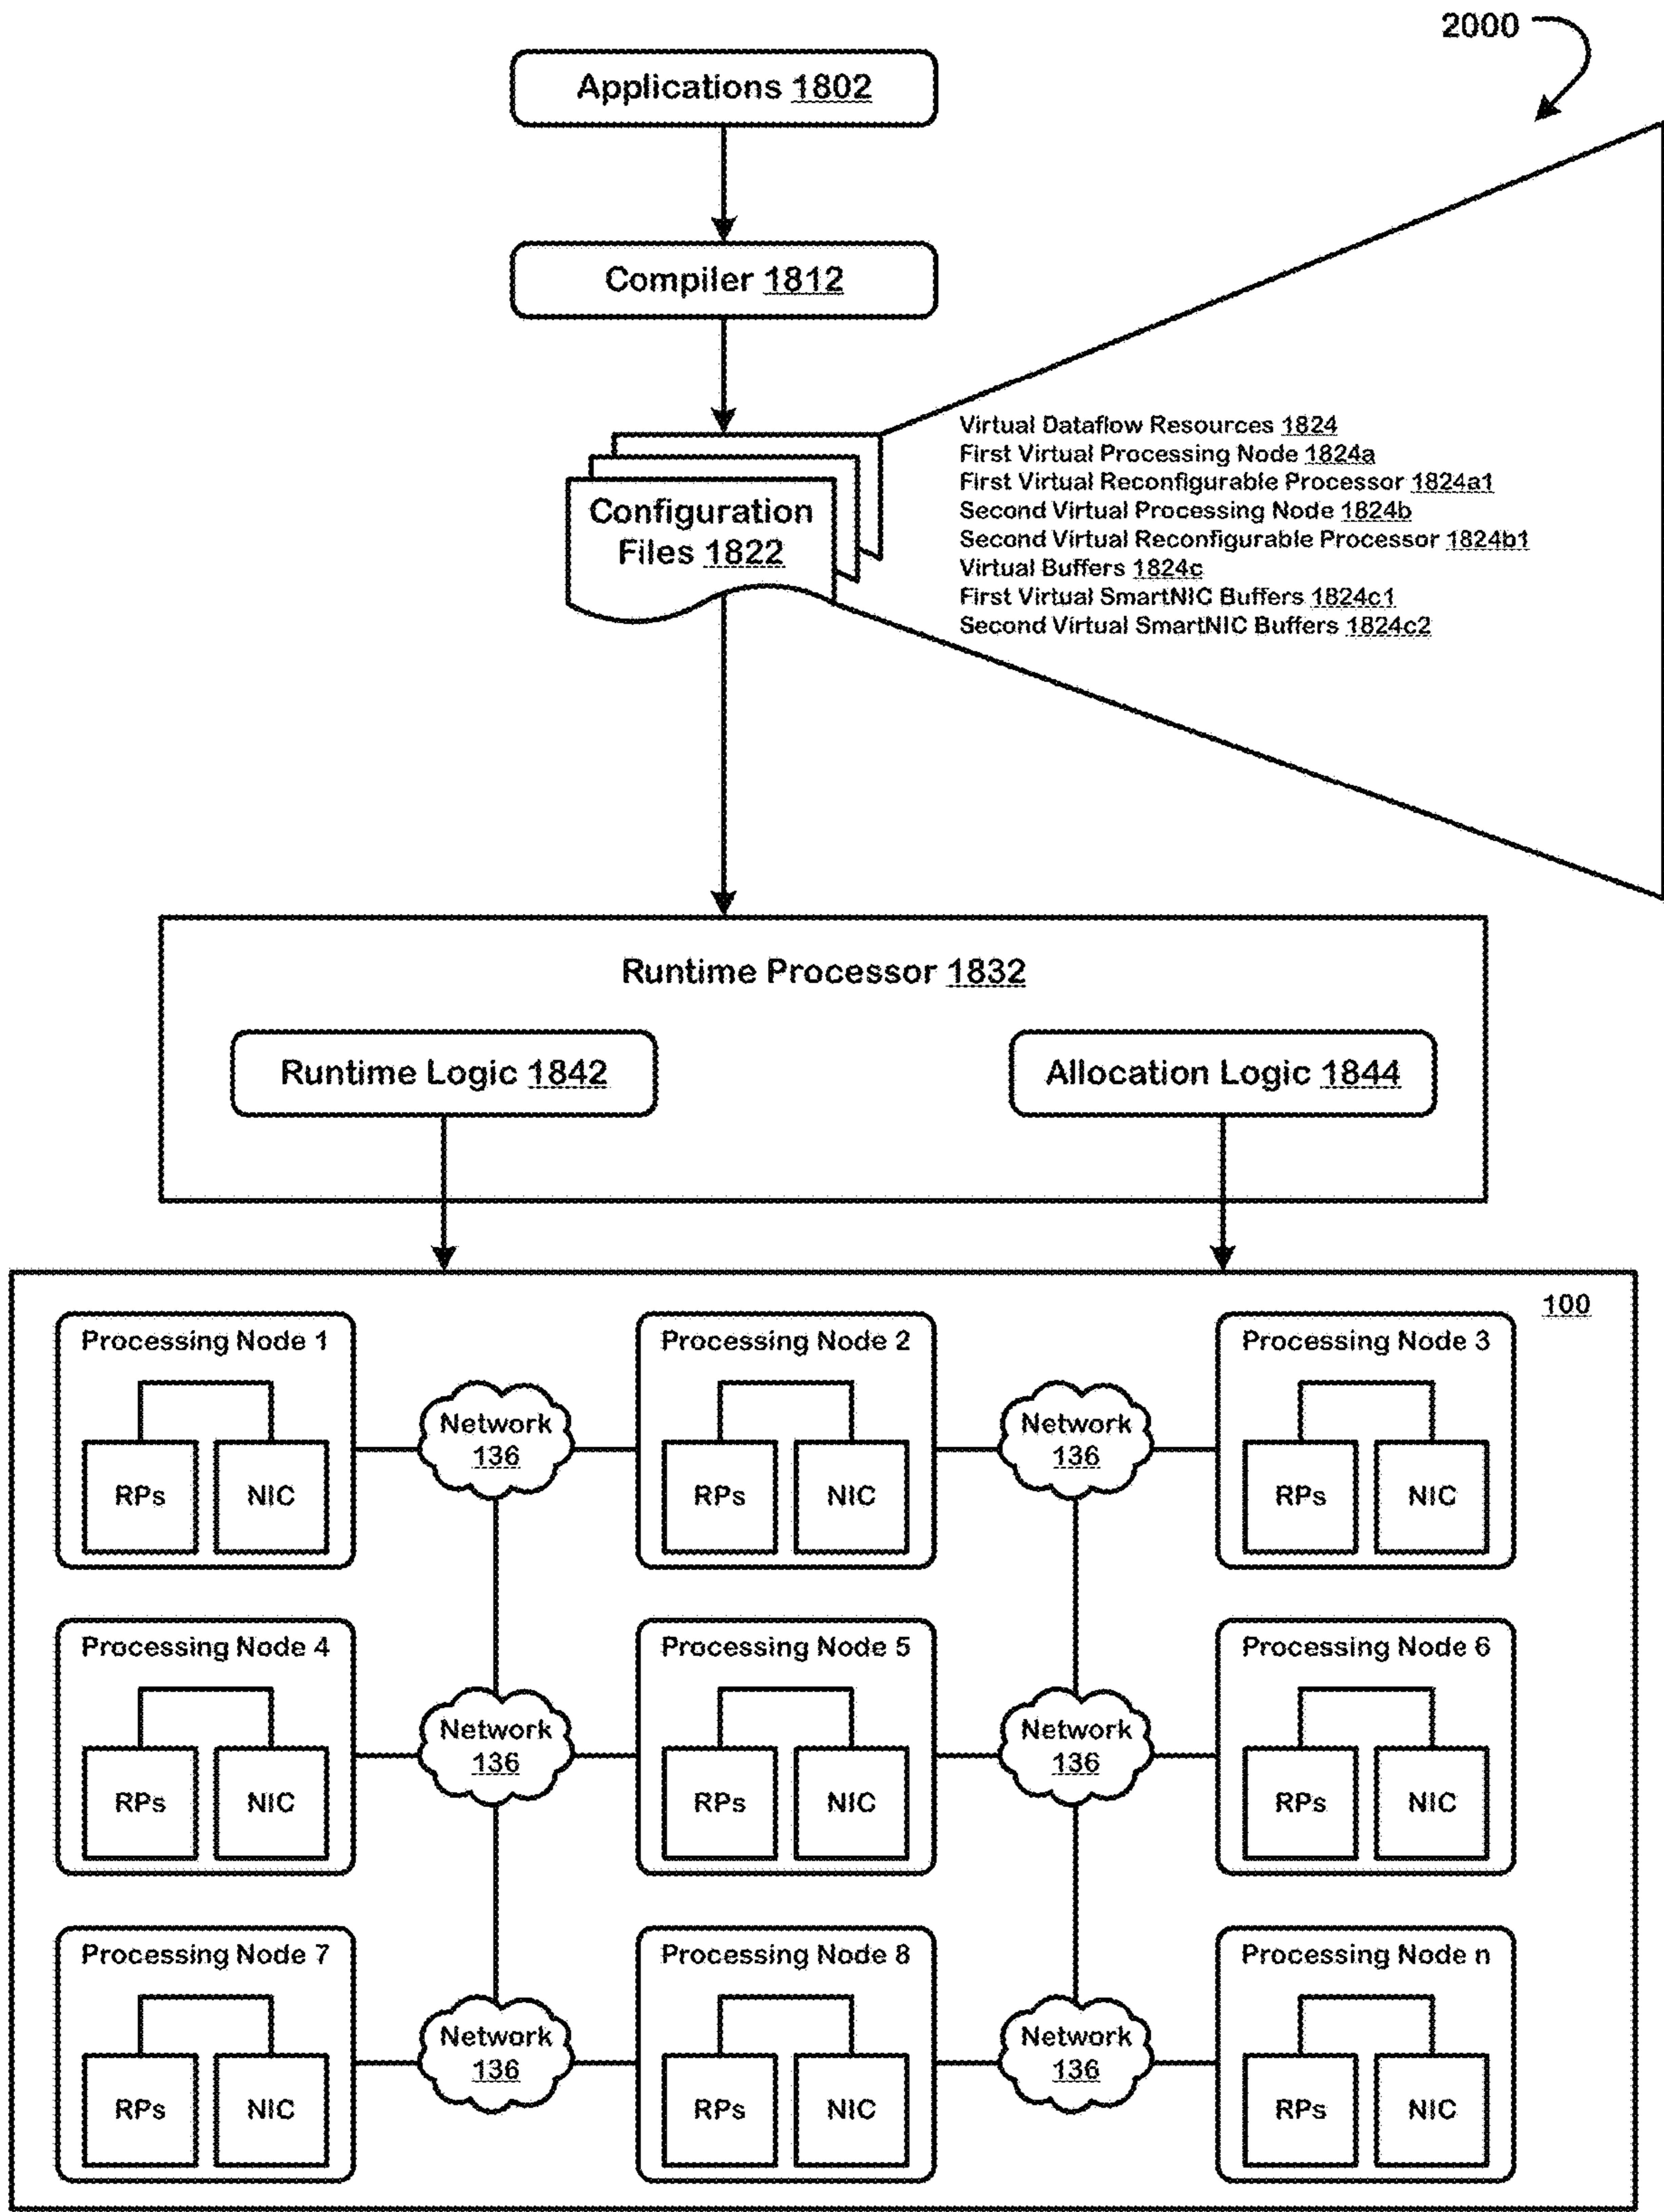 2000
Applications 1802
Compiler 1812
Configuration
Files 1822
Virtual Dataflow Resources 1824
First Virtual Processing Node 1824a
First Virtual Reconfigurable Processor 1824a1
Second Virtual Processing Node 1824b
Second Virtual Reconfigurable Processor 1824b1
Virtual Buffers 1824c
First Virtual SmartNIC Buffers 1824c1
Second Virtual SmartNIC Buffers 1824c2
Runtime Processor 1832
Runtime Logic 1842
Allocation Logic 1844
100
Processing Node 1
RPs
NIC
Network
136
Processing Node 2
RPs
NIC
Network
136
Processing Node 3
RPs
NIC
Processing Node 4
RPs
NIC
Network
136
Processing Node 5
RPs
NIC
Network
136
Processing Node 6
RPs
NIC
Processing Node 7
RPs
NIC
Network
136
Processing Node 8
RPs
NIC
Network
136
Processing Node n
RPs
NIC